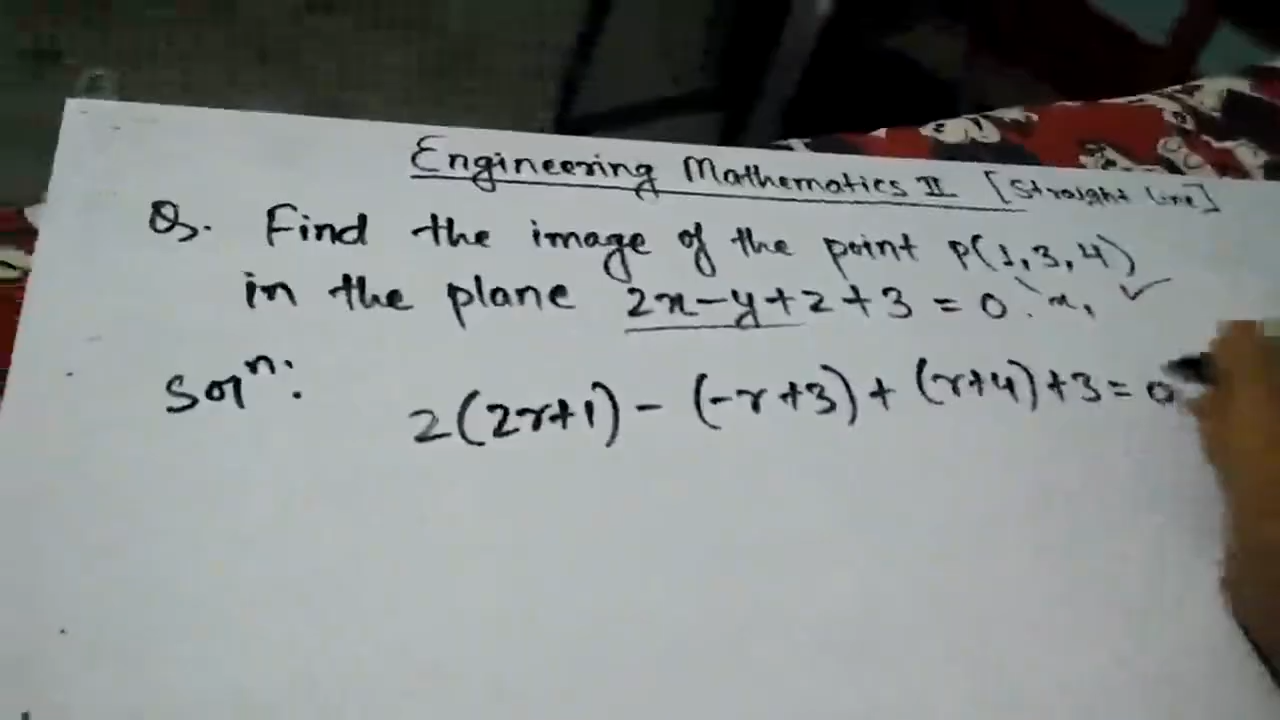 Engineering Mathematics II [Straight Line]
Q. Find the image of the point P(1,3,4)
in the plane 2x-y+z+3=0.
Solⁿ: 2(2r+1) - (-r+3) + (r+4)+3=0